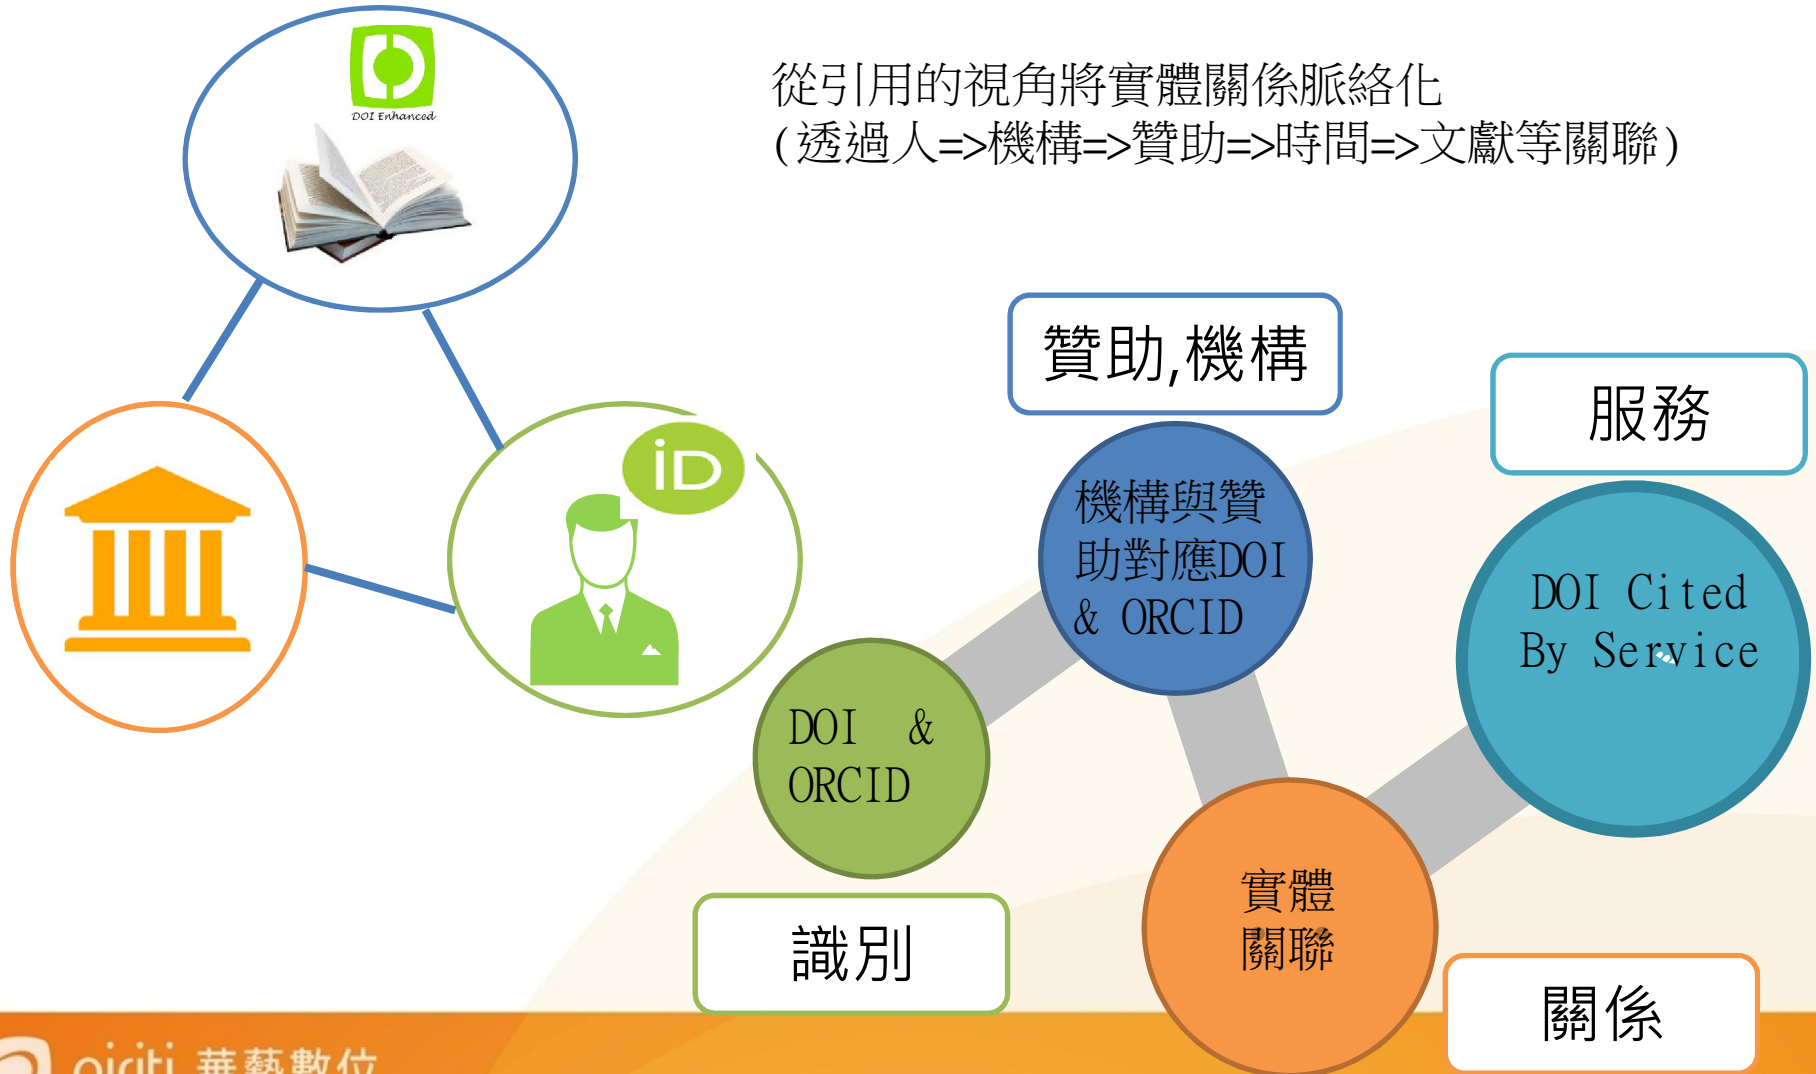 DOI Enhanced
從引用的視角將實體關係脈絡化
(透過人=>機構=>贊助=>時間=>文獻等關聯)
iD
贊助,機構
服務
機構與贊
助對應DOI
& ORCID
DOI Cited
By Service
DOI &
ORCID
實體
關聯
識別
關係
airiti 華藝數位